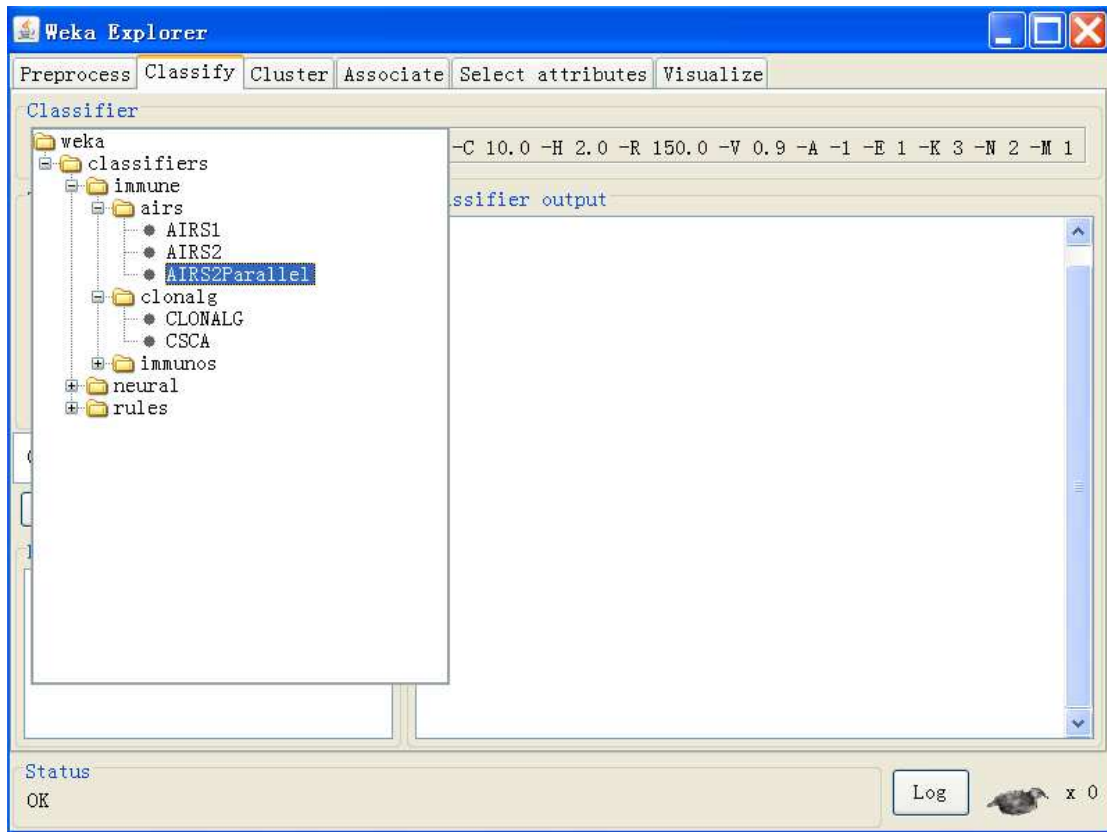 Weka Explorer
Preprocess Classify Cluster Associate Select attributes Visualize
Classifier
-C 10.0 -H 2.0 -R 150.0 -V 0.9 -A -1 -E 1 -K 3 -N 2 -M 1
weka
classifiers
immune
airs
AIRS1
AIRS2
AIRS2Parallel
clonalg
CLONALG
CSCA
immunos
neural
rules
ssifier output
Status
OK
Log
x 0